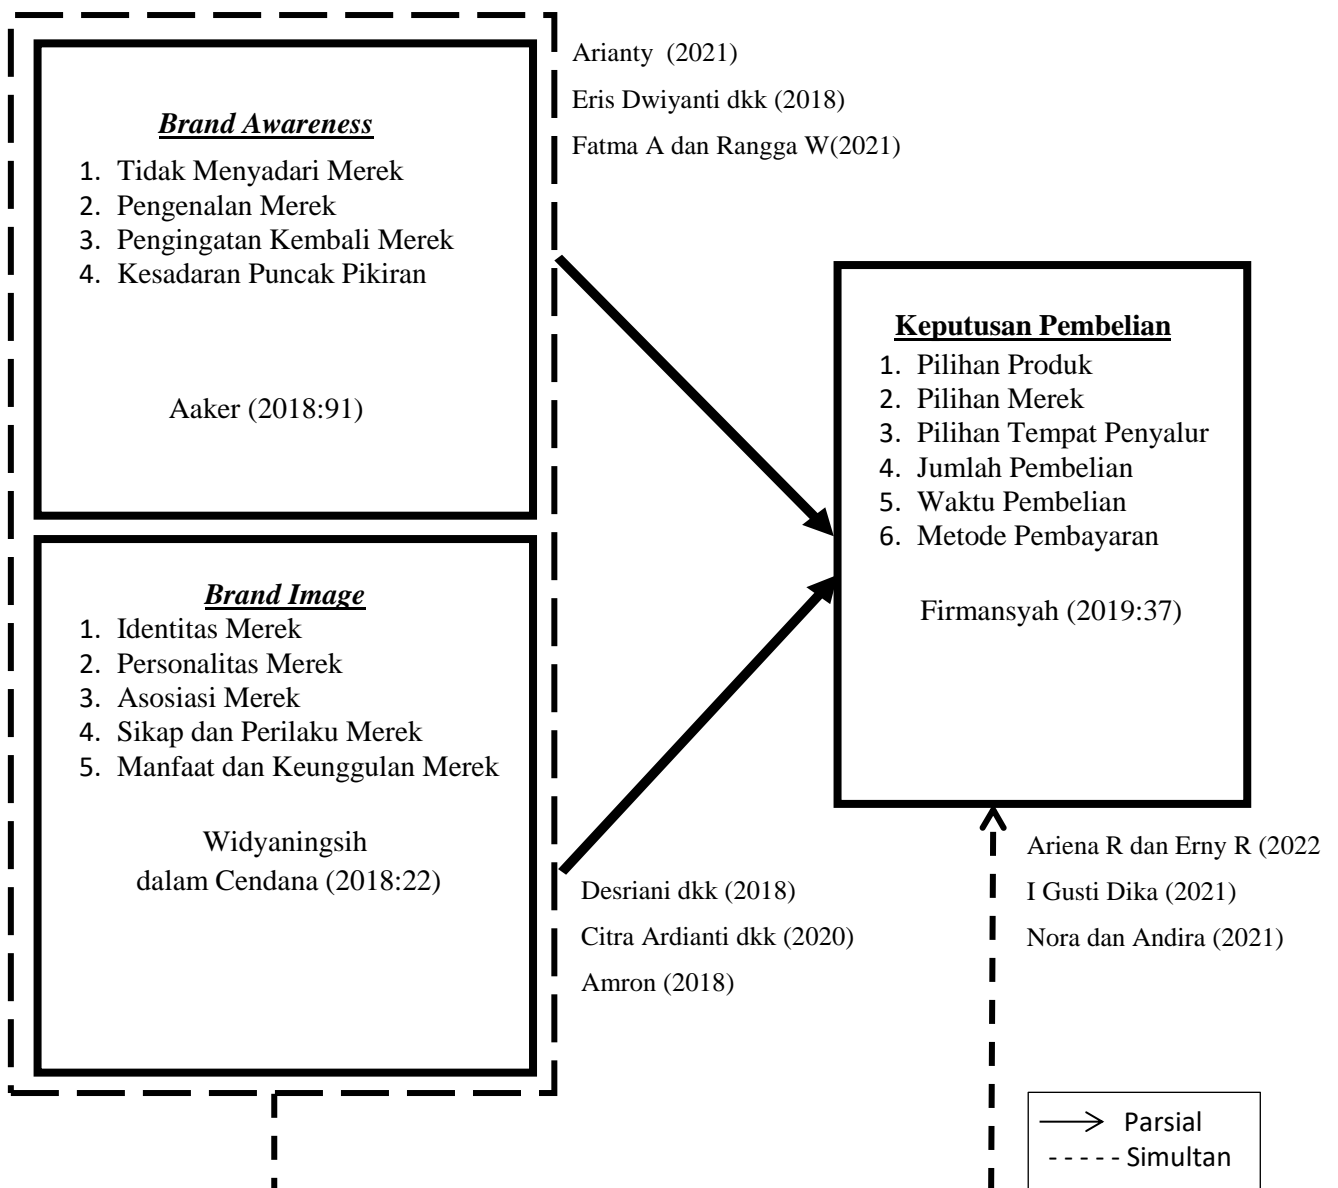 Brand Awareness
1. Tidak Menyadari Merek
2. Pengenalan Merek
3. Pengingatan Kembali Merek
4. Kesadaran Puncak Pikiran
Aaker (2018:91)
Arianty  (2021)
Eris Dwiyanti dkk (2018)
Fatma A dan Rangga W(2021)
Brand Image
1. Identitas Merek
2. Personalitas Merek
3. Asosiasi Merek
4. Sikap dan Perilaku Merek
5. Manfaat dan Keunggulan Merek
Widyaningsih
dalam Cendana (2018:22)
Desriani dkk (2018)
Citra Ardianti dkk (2020)
Amron (2018)
Keputusan Pembelian
1. Pilihan Produk
2. Pilihan Merek
3. Pilihan Tempat Penyalur
4. Jumlah Pembelian
5. Waktu Pembelian
6. Metode Pembayaran
Firmansyah (2019:37)
Ariena R dan Erny R (2022
I Gusti Dika (2021)
Nora dan Andira (2021)
Parsial
Simultan